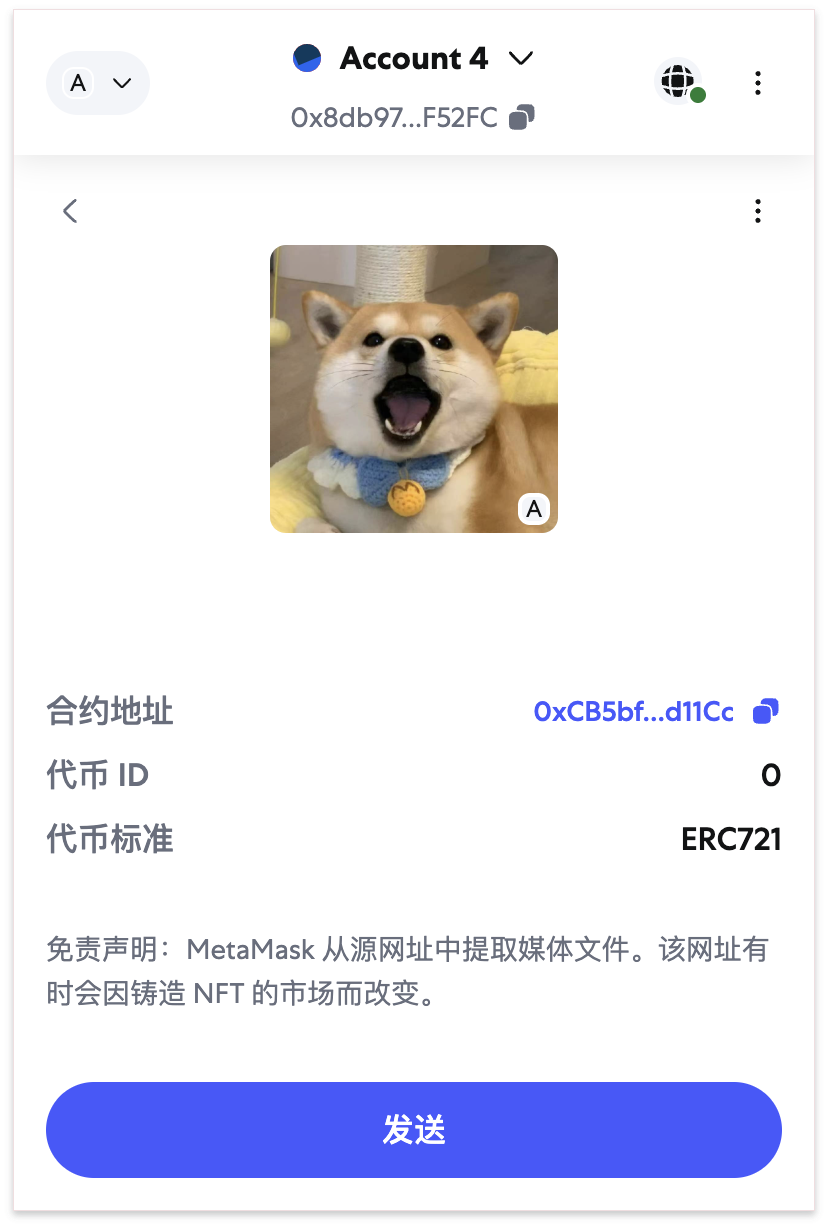 A
Account 4
0x8db97...F52FC
A
合约地址
0xCB5bf...d11Cc
代币 ID
0
代币标准
ERC721
免责声明：MetaMask 从源网址中提取媒体文件。该网址有
时会因铸造 NFT 的市场而改变。
发送